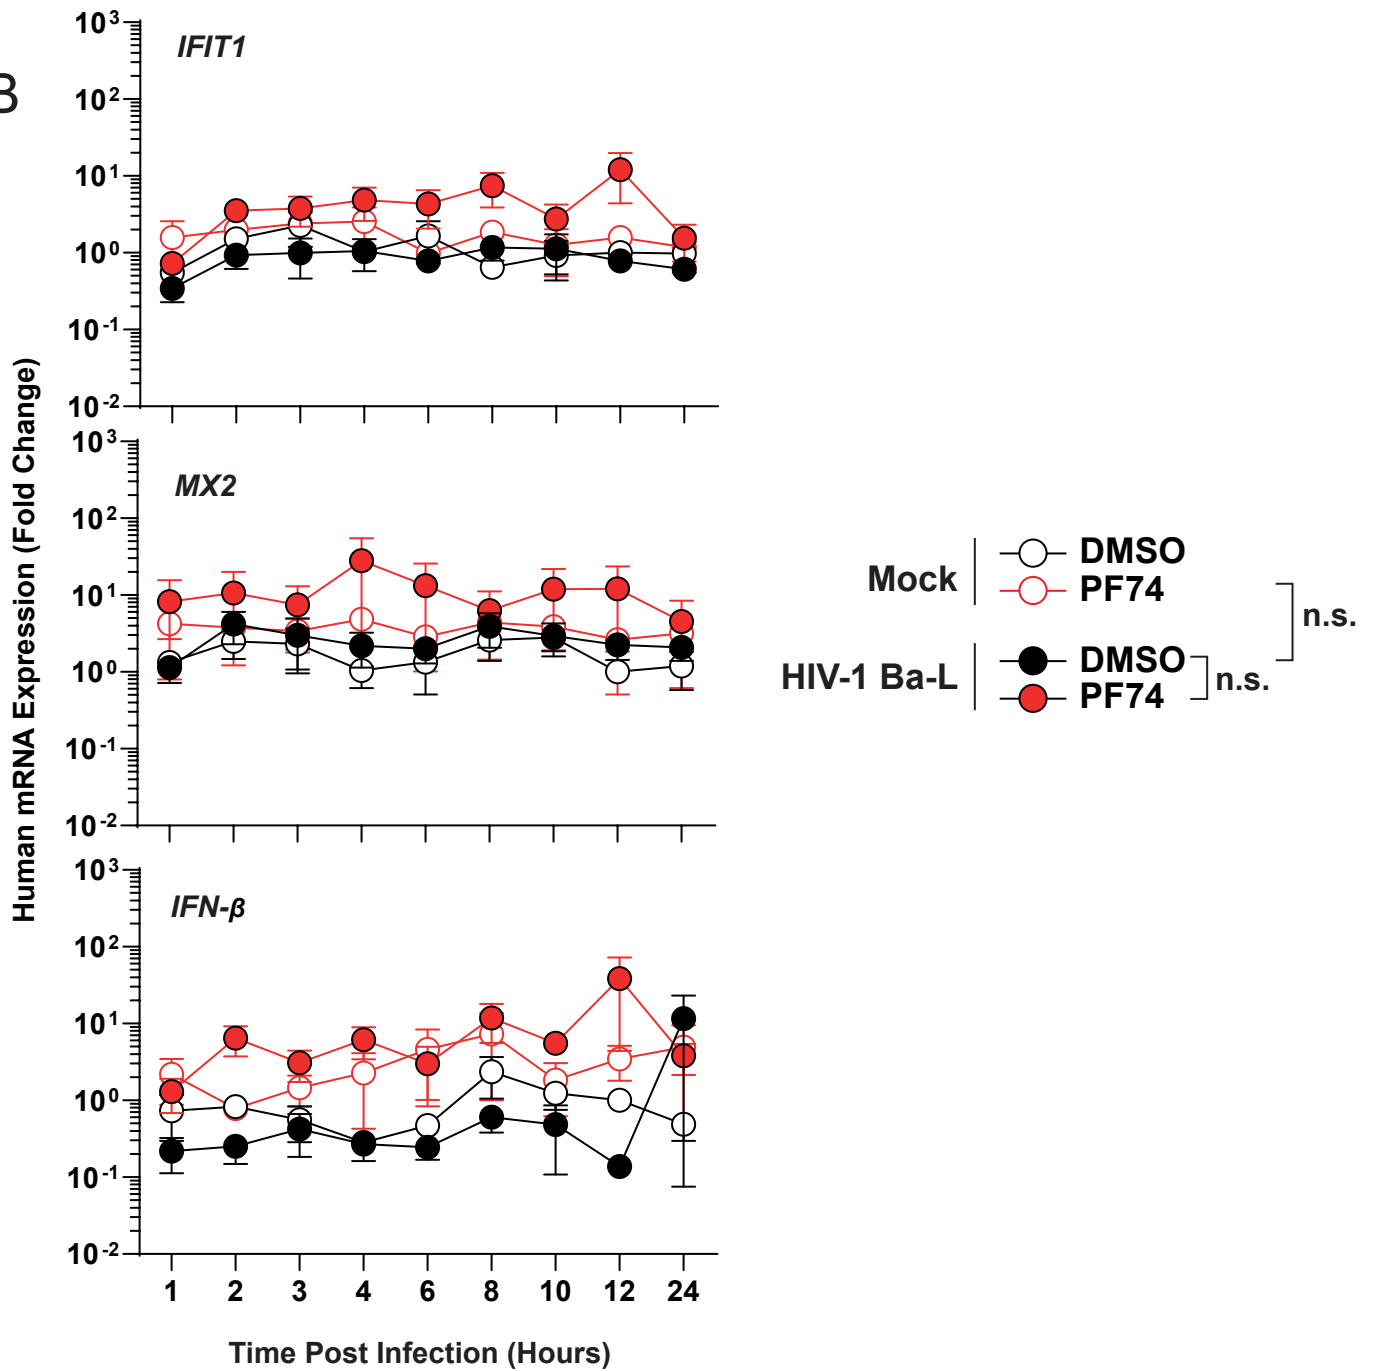 B
Human mRNA Expression (Fold Change)
IFIT1
10³
10²
10¹
10⁰
10⁻¹
10⁻²
MX2
10³
10²
10¹
10⁰
10⁻¹
10⁻²
IFN-β
10³
10²
10¹
10⁰
10⁻¹
10⁻²
1 2 3 4 6 8 10 12 24
Time Post Infection (Hours)
Mock
DMSO
PF74
HIV-1 Ba-L
DMSO
PF74
n.s.
n.s.